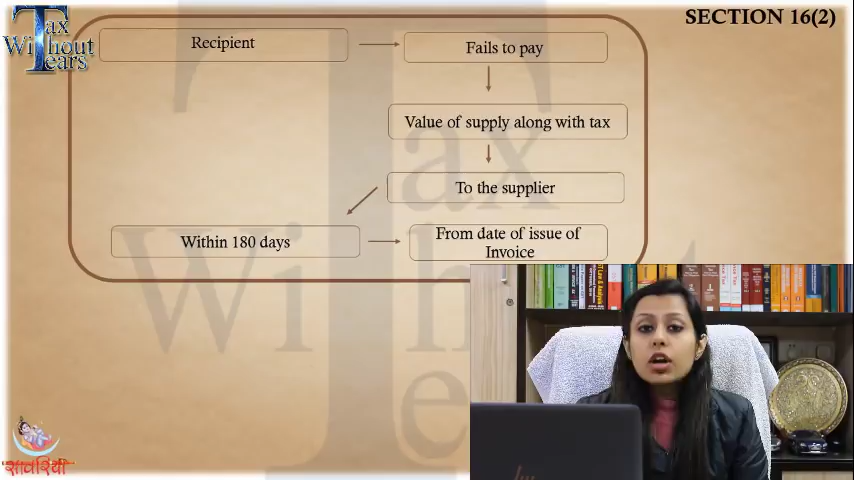 SECTION 16(2)
Tax
Without
Tears
Recipient
Fails to pay
Value of supply along with tax
To the supplier
Within 180 days
From date of issue of
Invoice
hp